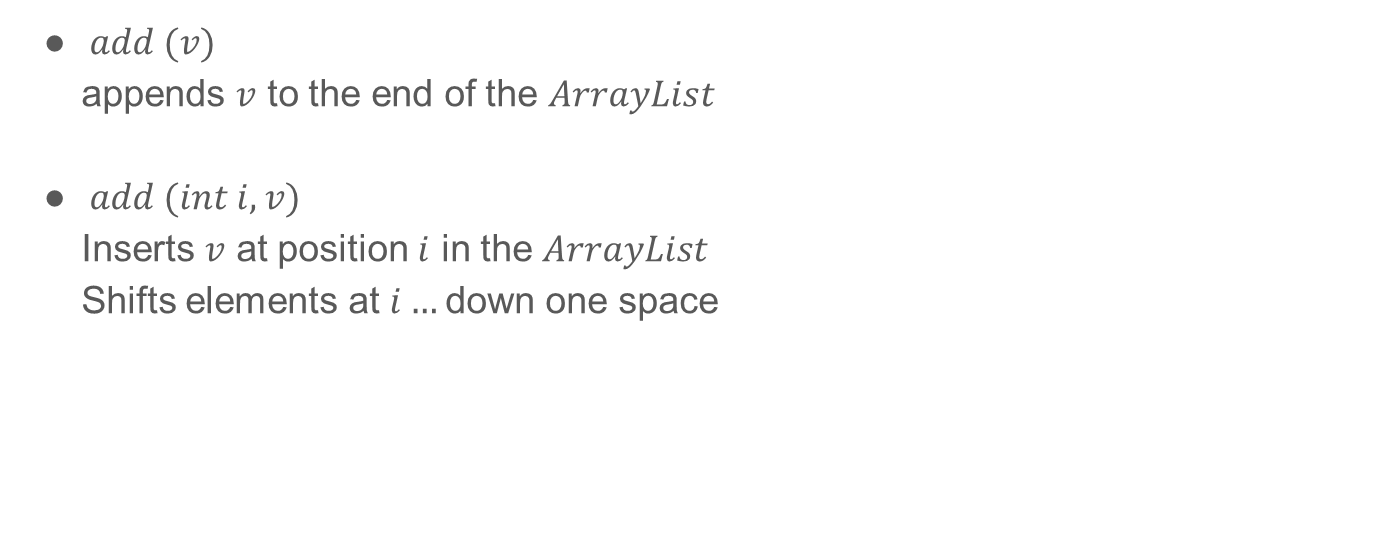 ● add (v)
appends v to the end of the ArrayList
● add (int i, v)
Inserts v at position i in the ArrayList
Shifts elements at i ... down one space